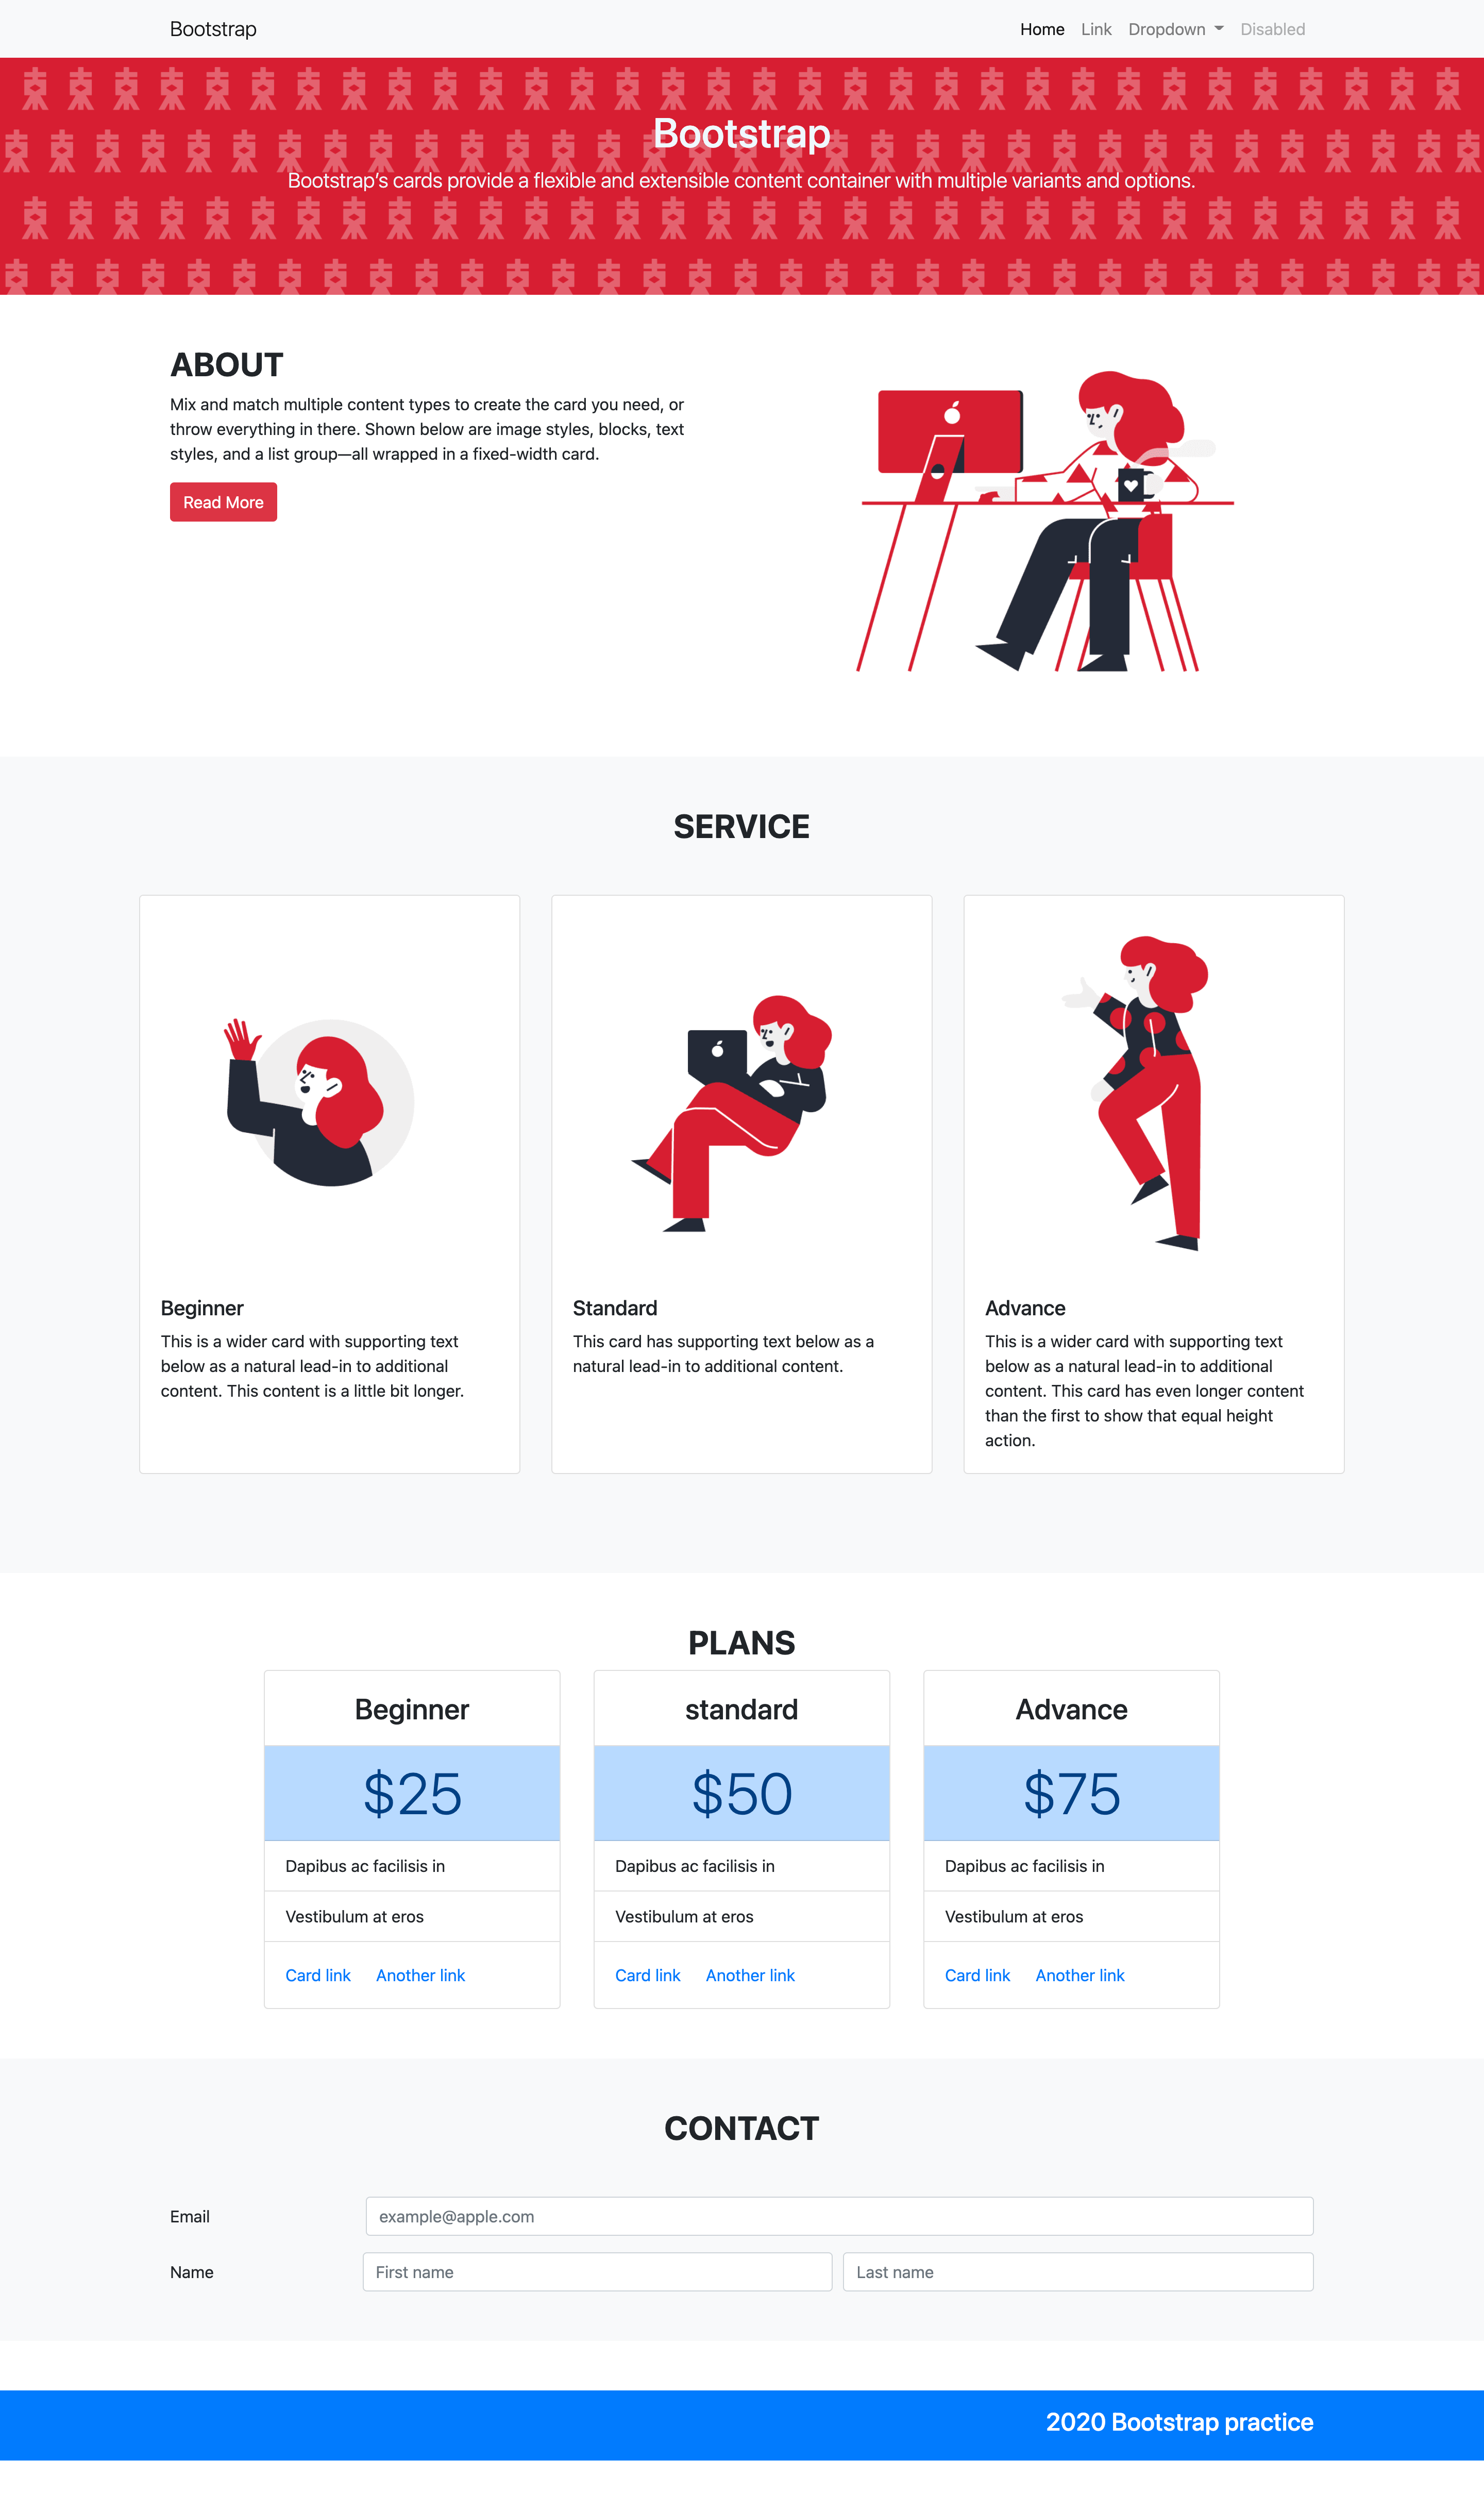 Bootstrap
Home Link Dropdown Disabled
Bootstrap
Bootstrap's cards provide a flexible and extensible content container with multiple variants and options.
ABOUT
Mix and match multiple content types to create the card you need, or
throw everything in there. Shown below are image styles, blocks, text
styles, and a list group—all wrapped in a fixed-width card.
Read More
SERVICE
Beginner
This is a wider card with supporting text
below as a natural lead-in to additional
content. This content is a little bit longer.
Standard
This card has supporting text below as a
natural lead-in to additional content.
Advance
This is a wider card with supporting text
below as a natural lead-in to additional
content. This card has even longer content
than the first to show that equal height
action.
PLANS
Beginner
$25
Dapibus ac facilisis in
Vestibulum at eros
Card link Another link
standard
$50
Dapibus ac facilisis in
Vestibulum at eros
Card link Another link
Advance
$75
Dapibus ac facilisis in
Vestibulum at eros
Card link Another link
CONTACT
Email example@apple.com
Name First name Last name
2020 Bootstrap practice